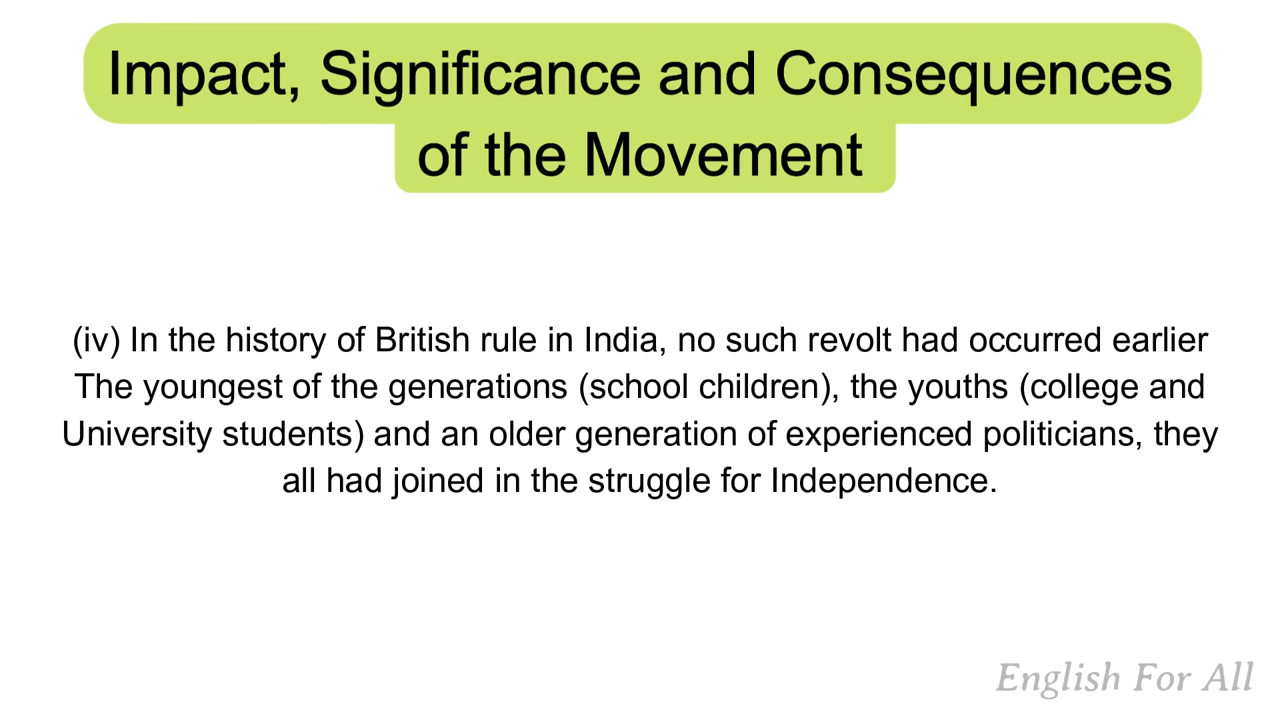 Impact, Significance and Consequences
of the Movement
(iv) In the history of British rule in India, no such revolt had occurred earlier
The youngest of the generations (school children), the youths (college and
University students) and an older generation of experienced politicians, they
all had joined in the struggle for Independence.
English For All